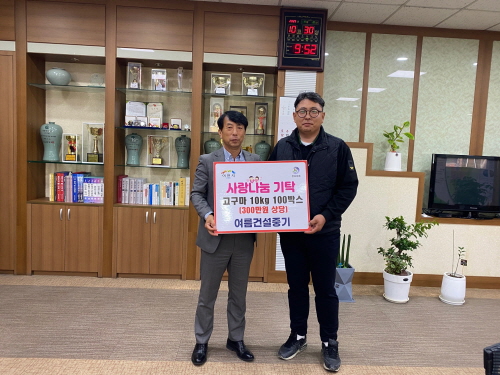 10 30
9:52
사랑나눔 기탁
고구마 10kg 100박스
(300만원 상당)
여름건설중기